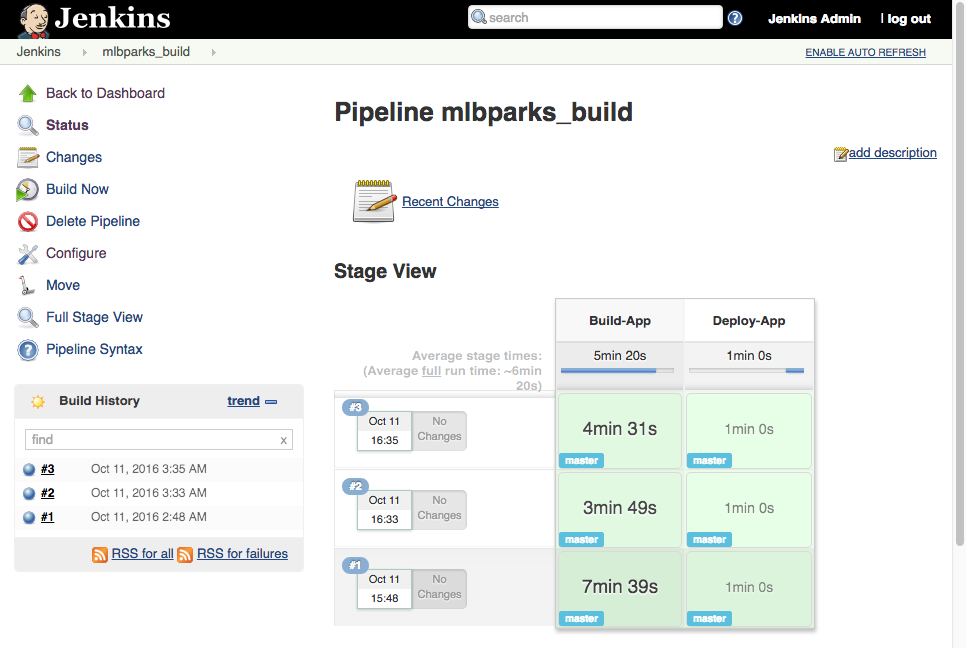 Jenkins
search
Jenkins Admin
| log out
Jenkins
mlbparks_build
ENABLE AUTO REFRESH
Back to Dashboard
Status
Changes
Build Now
Delete Pipeline
Configure
Move
Full Stage View
Pipeline Syntax
Build History
trend
find
x
#3 Oct 11, 2016 3:35 AM
#2 Oct 11, 2016 3:33 AM
#1 Oct 11, 2016 2:48 AM
RSS for all
RSS for failures
Pipeline mlbparks_build
add description
Recent Changes
Stage View
Build-App
Deploy-App
Average stage times:
(Average full run time: ~6min
20s)
5min 20s
1min 0s
#3
Oct 11
16:35
No
Changes
4min 31s
master
1min 0s
master
#2
Oct 11
16:33
No
Changes
3min 49s
master
1min 0s
master
#1
Oct 11
15:48
No
Changes
7min 39s
master
1min 0s
master